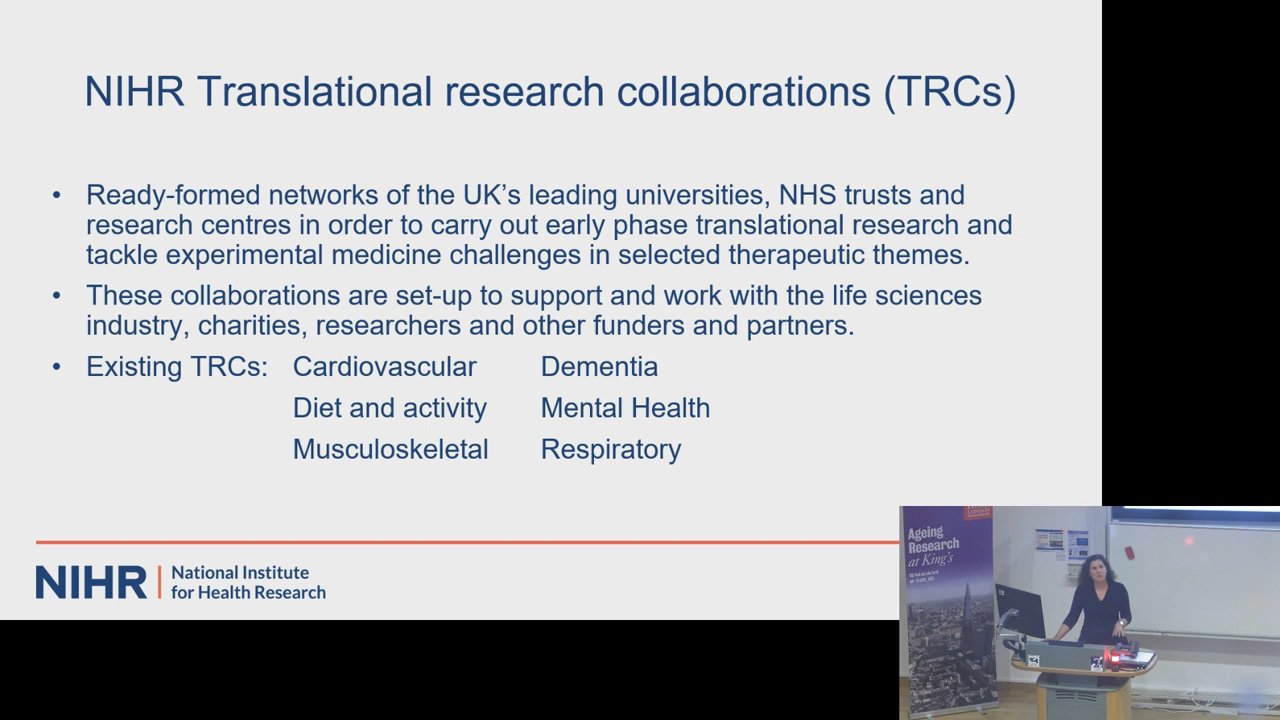 NIHR Translational research collaborations (TRCs)
• Ready-formed networks of the UK’s leading universities, NHS trusts and
research centres in order to carry out early phase translational research and
tackle experimental medicine challenges in selected therapeutic themes.
• These collaborations are set-up to support and work with the life sciences
industry, charities, researchers and other funders and partners.
• Existing TRCs: Cardiovascular Dementia
Diet and activity Mental Health
Musculoskeletal Respiratory
NIHR | National Institute
for Health Research
LONDON
Ageing
Research
at King's